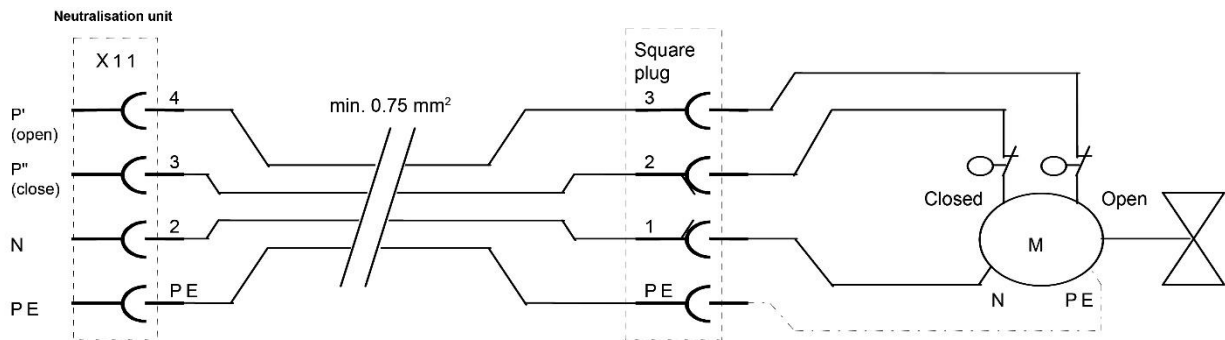 Neutralisation unit
X11
Square
plug
P'
(open)
4
min. 0.75 mm²
3
P"
(close)
3
2
Closed
Open
N
2
1
M
PE
PE
PE
N
PE